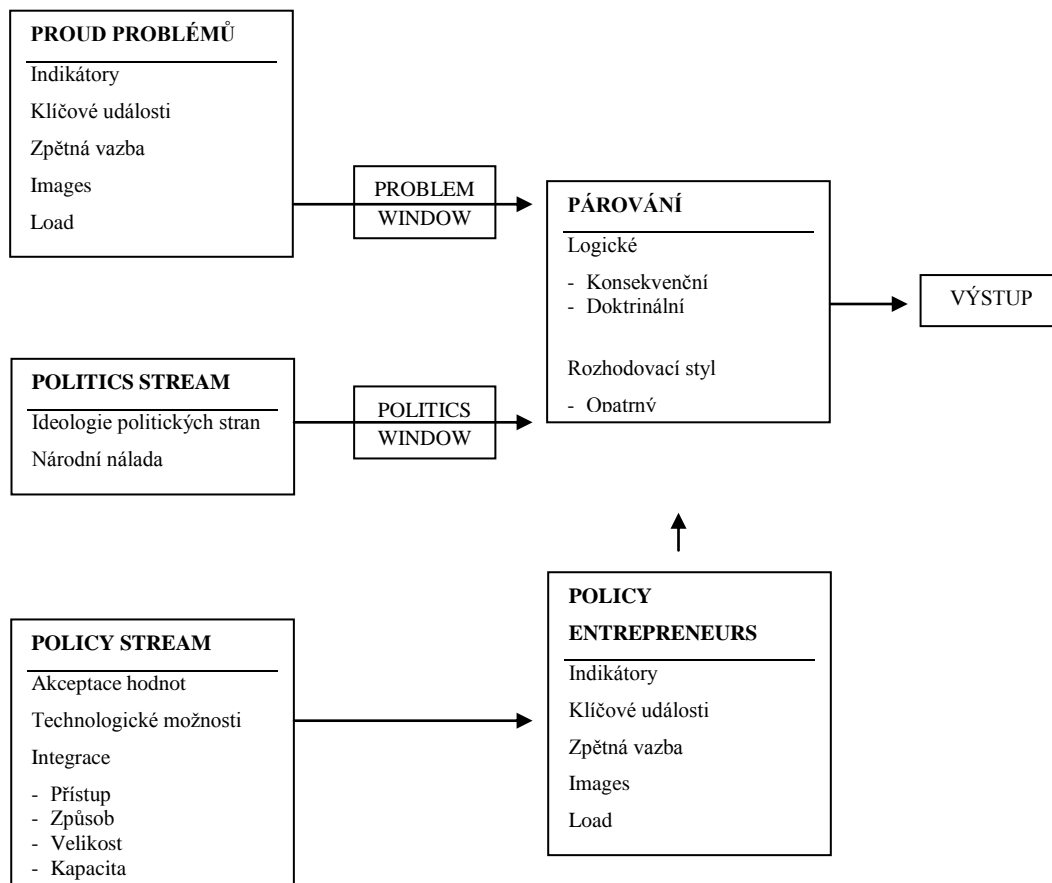 PROUD PROBLÉMŮ
Indikátory
Klíčové události
Zpětná vazba
Images
Load
PROBLEM
WINDOW
PÁROVÁNÍ
Logické
- Konsekvenční
- Doktrinální
Rozhodovací styl
- Opatrný
VÝSTUP
POLITICS STREAM
Ideologie politických stran
Národní nálada
POLITICS
WINDOW
POLICY STREAM
Akceptace hodnot
Technologické možnosti
Integrace
- Přístup
- Způsob
- Velikost
- Kapacita
POLICY
ENTREPRENEURS
Indikátory
Klíčové události
Zpětná vazba
Images
Load